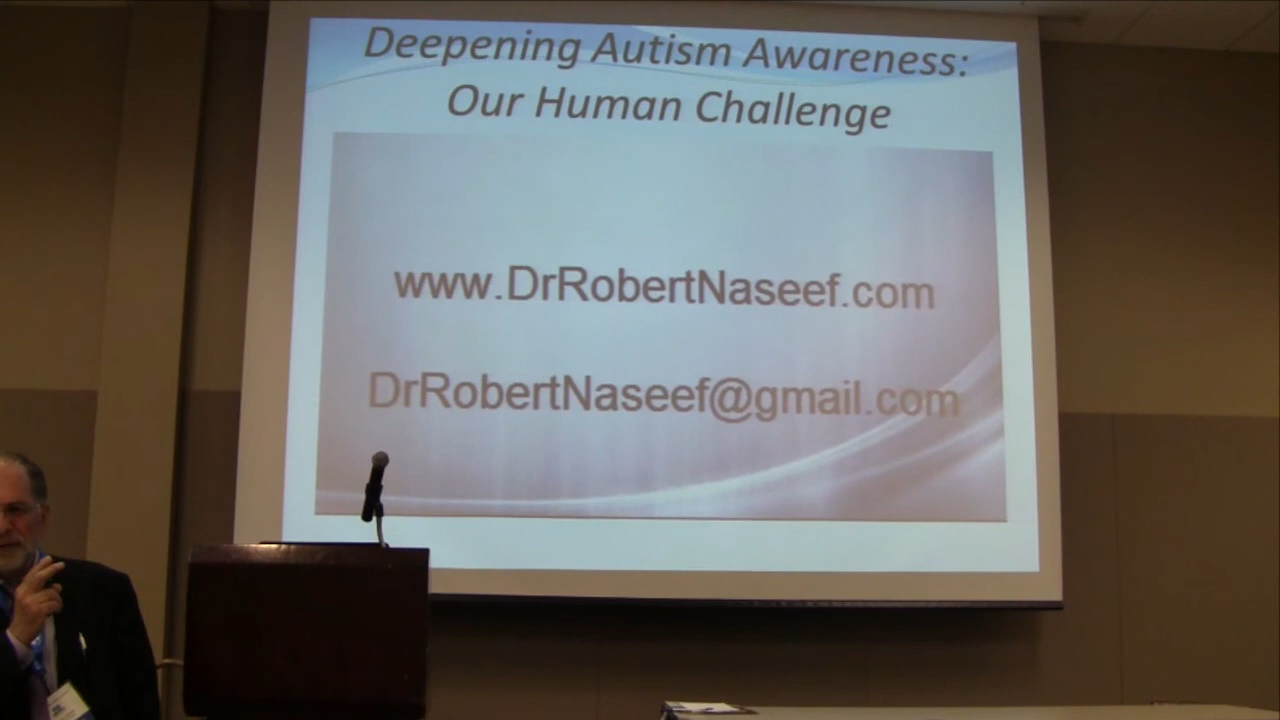 Deepening Autism Awareness:
Our Human Challenge
www.DrRobertNaseef.com
DrRobertNaseef@gmail.com